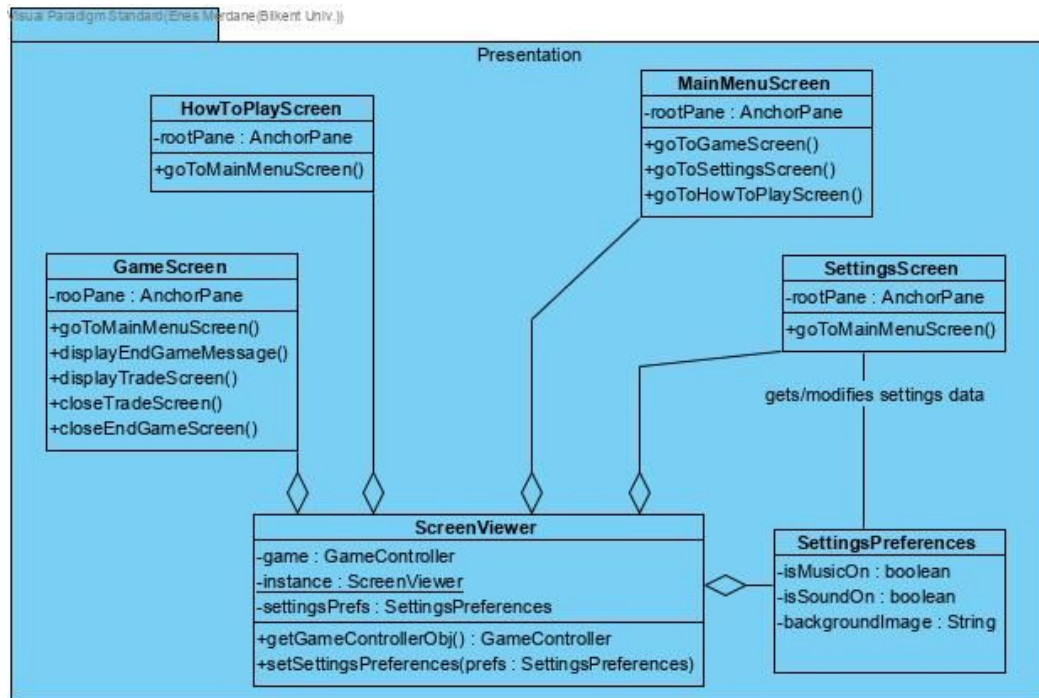 Visual Paradigm Standard(Enes Merdane(Bilkent Univ.))
Presentation
HowToPlayScreen
-rootPane : AnchorPane
+goToMainMenuScreen()
MainMenuScreen
-rootPane : AnchorPane
+goToGameScreen()
+goToSettingsScreen()
+goToHowToPlayScreen()
GameScreen
-rooPane : AnchorPane
+goToMainMenuScreen()
+displayEndGameMessage()
+displayTradeScreen()
+closeTradeScreen()
+closeEndGameScreen()
SettingsScreen
-rootPane : AnchorPane
+goToMainMenuScreen()
gets/modifies settings data
ScreenViewer
-game : GameController
-instance : ScreenViewer
-settingsPrefs : SettingsPreferences
+getGameControllerObj() : GameController
+setSettingsPreferences(prefs : SettingsPreferences)
SettingsPreferences
-isMusicOn : boolean
-isSoundOn : boolean
-backgroundImage : String